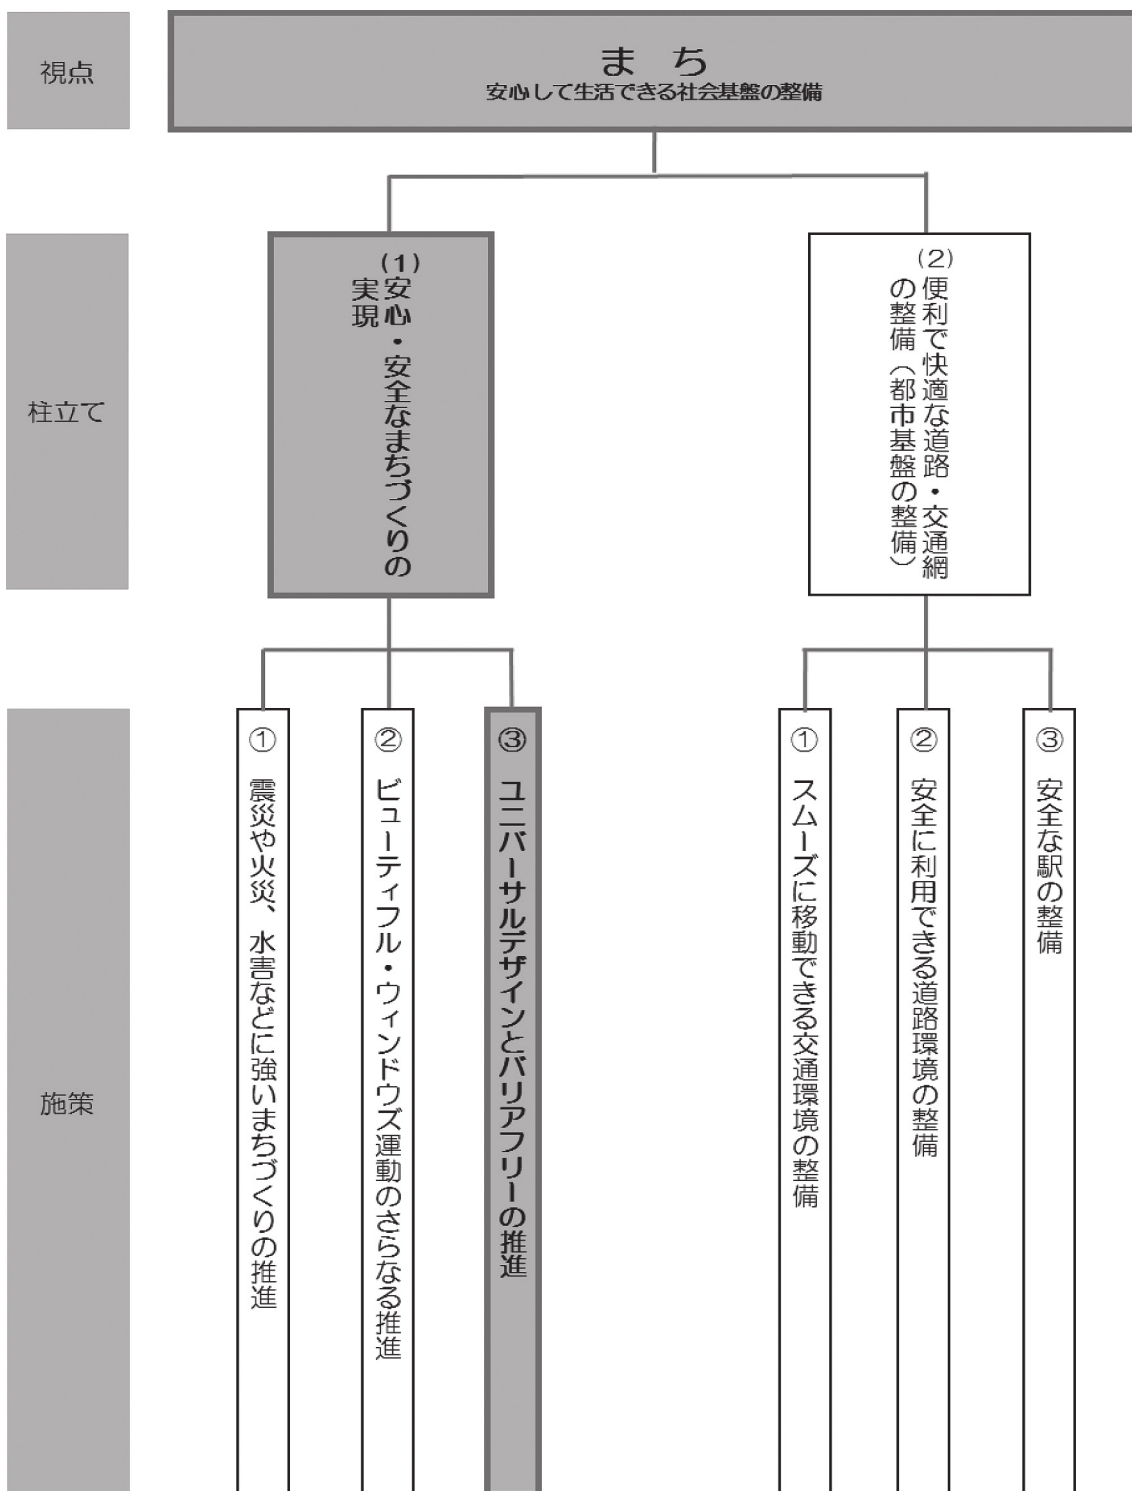 視点
まち
安心して生活できる社会基盤の整備
柱立て
(1)
安心・安全なまちづくりの
実現
(2)
便利で快適な道路・交通網
の整備（都市基盤の整備）
施策
① 震災や火災、水害などに強いまちづくりの推進
② ビューティフル・ウィンドウズ運動のさらなる推進
③ ユニバーサルデザインとバリアフリーの推進
① スムーズに移動できる交通環境の整備
② 安全に利用できる道路環境の整備
③ 安全な駅の整備